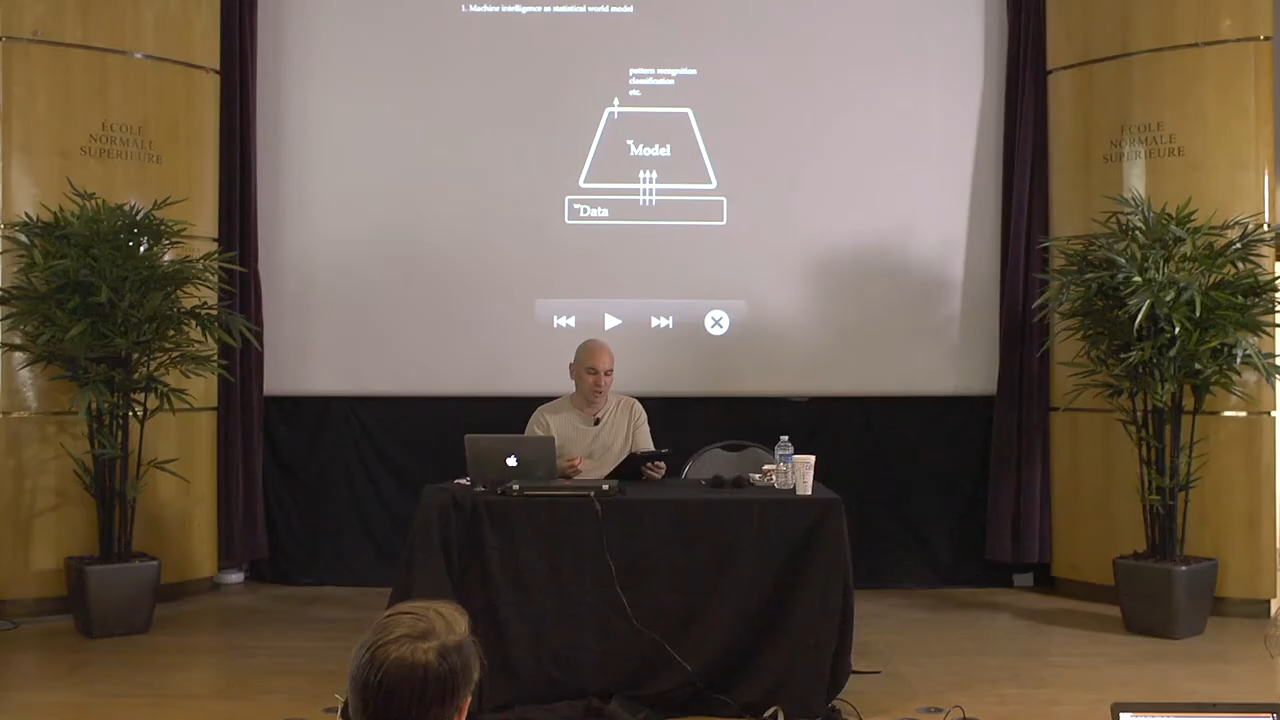 1. Machine intelligence as statistical world model
pattern recognition
classification
etc.
w Model
w Data
ÉCOLE
NORMALE
SUPÉRIEURE
ÉCOLE
NORMALE
SUPÉRIEURE